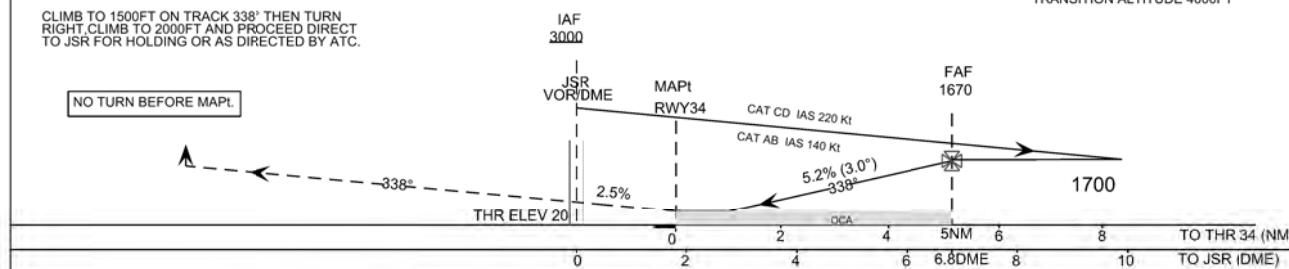 TRANSITION ALTITUDE 4000FT
CLIMB TO 1500FT ON TRACK 338° THEN TURN
RIGHT,CLIMB TO 2000FT AND PROCEED DIRECT
TO JSR FOR HOLDING OR AS DIRECTED BY ATC.
IAF
3000
NO TURN BEFORE MAPt.
JSR
VOR/DME
MAPt
RWY34
FAF
1670
CAT CD IAS 220 Kt
CAT AB IAS 140 Kt
5.2% (3.0°)
338°
1700
338°
2.5%
THR ELEV 20
OCA
0 2 4 5NM 6 8 TO THR 34 (NM
0 2 4 6 6.8DME 8 10 TO JSR (DME)